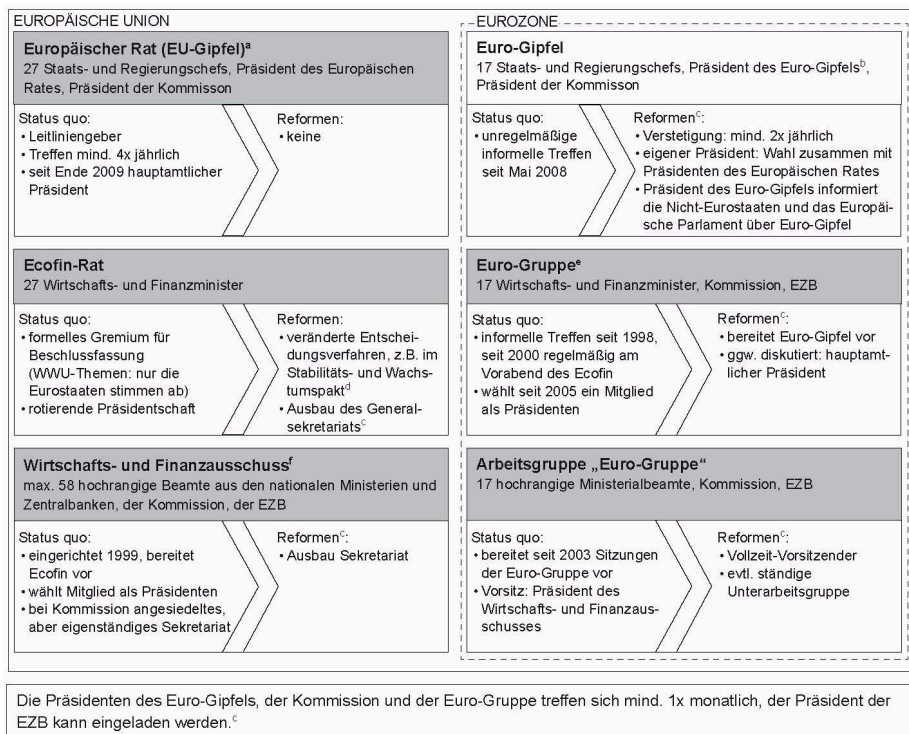 EUROPÄISCHE UNION
Europäischer Rat (EU-Gipfel)ᵃ
27 Staats- und Regierungschefs, Präsident des Europäischen
Rates, Präsident der Kommisson
Status quo:
• Leitliniengeber
• Treffen mind. 4x jährlich
• seit Ende 2009 hauptamtlicher
Präsident
Reformen:
• keine
Ecofin-Rat
27 Wirtschafts- und Finanzminister
Status quo:
• formelles Gremium für
Beschlussfassung
(WWU-Themen: nur die
Eurostaaten stimmen ab)
• rotierende Präsidentschaft
Reformen:
• veränderte Entschei-
dungsverfahren, z.B. im
Stabilitäts- und Wachs-
tumspaktᵈ
• Ausbau des General-
sekretariatsᶜ
Wirtschafts- und Finanzausschussᶠ
max. 58 hochrangige Beamte aus den nationalen Ministerien und
Zentralbanken, der Kommission, der EZB
Status quo:
• eingerichtet 1999, bereitet
Ecofin vor
• wählt Mitglied als Präsidenten
• bei Kommission angesiedeltes,
aber eigenständiges Sekretariat
Reformenᶜ:
• Ausbau Sekretariat
EUROZONE
Euro-Gipfel
17 Staats- und Regierungschefs, Präsident des Euro-Gipfelsᵇ,
Präsident der Kommisson
Status quo:
• unregelmäßige
informelle Treffen
seit Mai 2008
Reformenᶜ:
• Verstetigung: mind. 2x jährlich
• eigener Präsident: Wahl zusammen mit
Präsidenten des Europäischen Rates
• Präsident des Euro-Gipfels informiert
die Nicht-Eurostaaten und das Europäi-
sche Parlament über Euro-Gipfel
Euro-Gruppeᵉ
17 Wirtschafts- und Finanzminister, Kommission, EZB
Status quo:
• informelle Treffen seit 1998,
seit 2000 regelmäßig am
Vorabend des Ecofin
• wählt seit 2005 ein Mitglied
als Präsidenten
Reformenᶜ:
• bereitet Euro-Gipfel vor
• ggw. diskutiert: hauptamt-
licher Präsident
Arbeitsgruppe „Euro-Gruppe“
17 hochrangige Ministerialbeamte, Kommission, EZB
Status quo:
• bereitet seit 2003 Sitzungen
der Euro-Gruppe vor
• Vorsitz: Präsident des
Wirtschafts- und Finanzaus-
schusses
Reformenᶜ:
• Vollzeit-Vorsitzender
• evtl. ständige
Unterarbeitsgruppe
Die Präsidenten des Euro-Gipfels, der Kommission und der Euro-Gruppe treffen sich mind. 1x monatlich, der Präsident der
EZB kann eingeladen werden.ᶜ